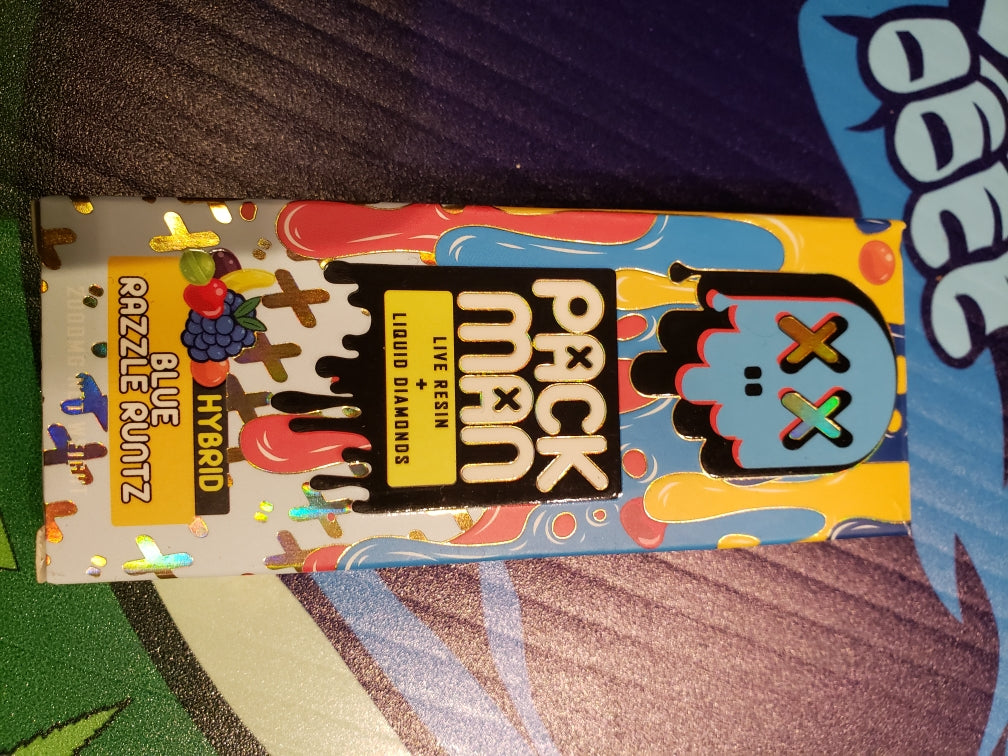 PACK
MAN
LIVE RESIN
+
LIQUID DIAMONDS
HYBRID
BLUE
RAZZLE RUNTZ